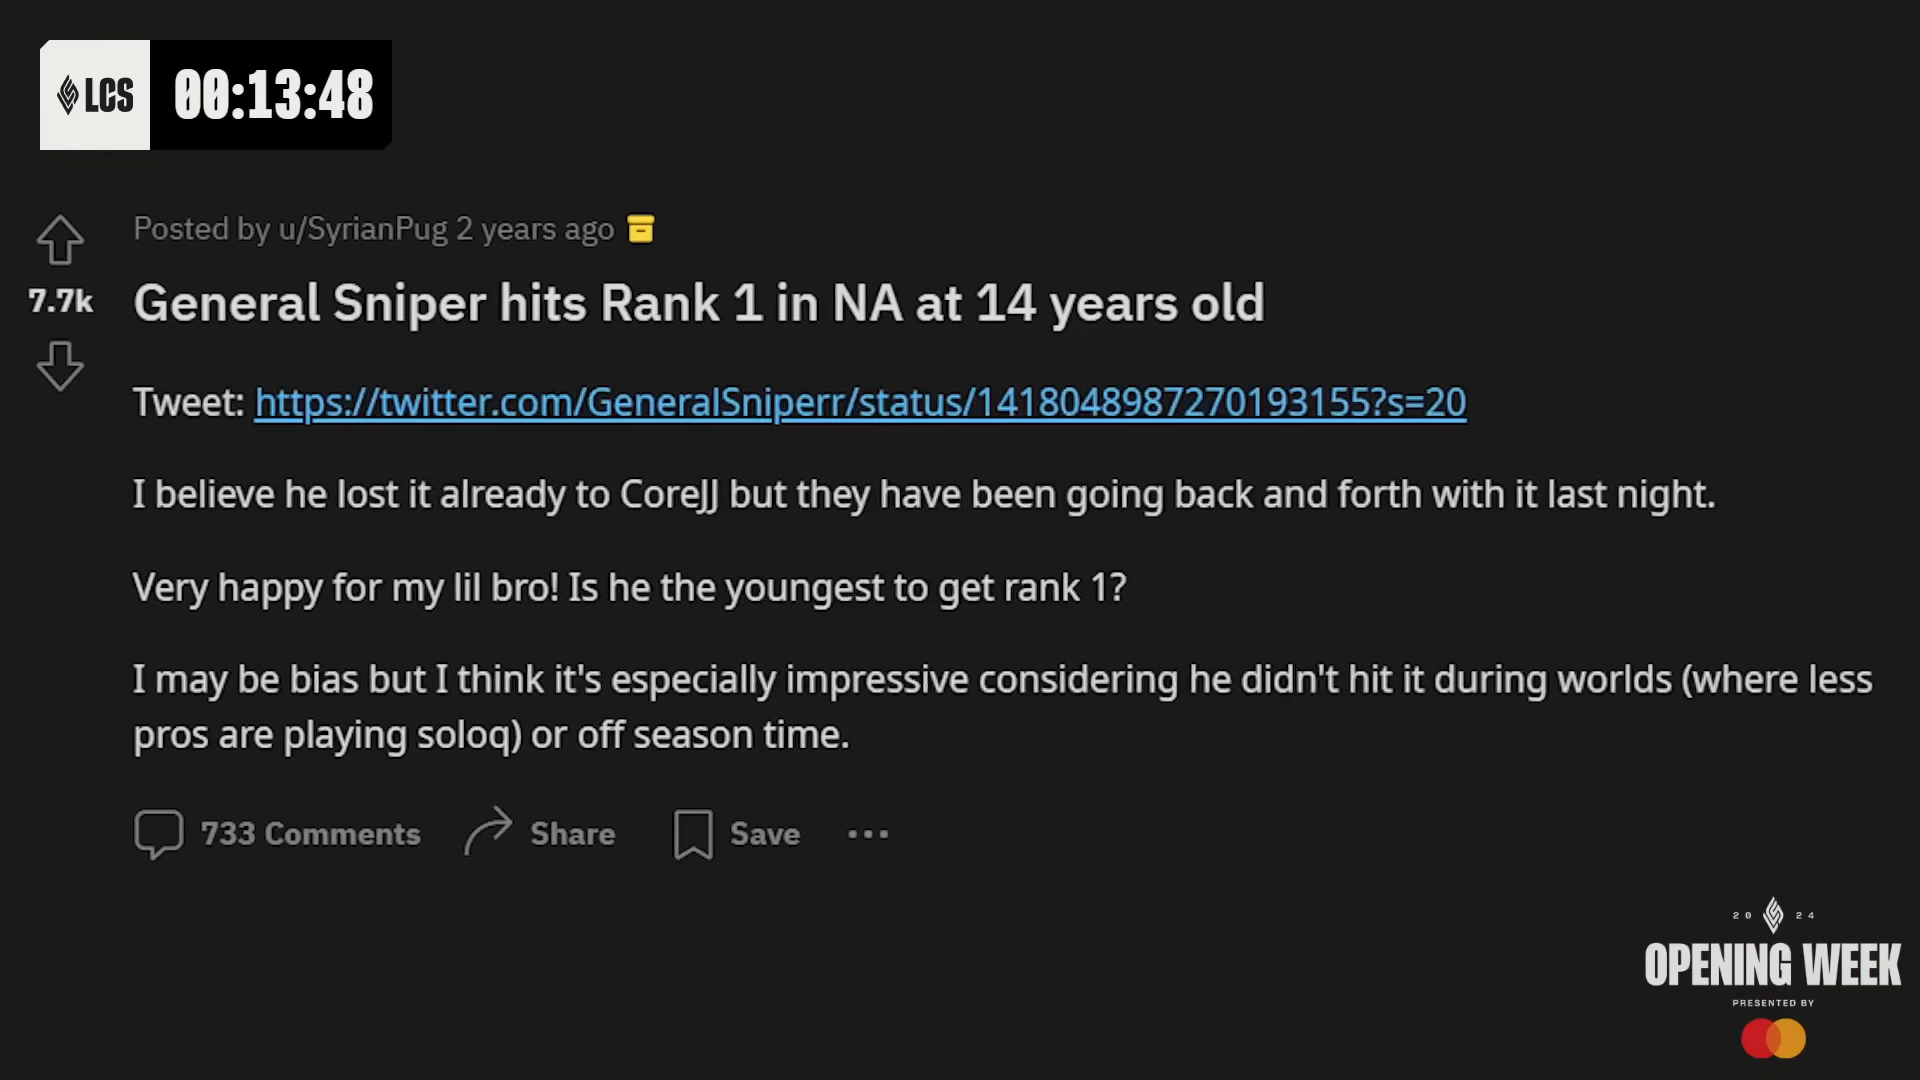 LCS 00:13:48
Posted by u/SyrianPug 2 years ago
7.7k
General Sniper hits Rank 1 in NA at 14 years old
Tweet: https://twitter.com/GeneralSniperr/status/1418048987270193155?s=20
I believe he lost it already to CoreJJ but they have been going back and forth with it last night.
Very happy for my lil bro! Is he the youngest to get rank 1?
I may be bias but I think it's especially impressive considering he didn't hit it during worlds (where less
pros are playing soloq) or off season time.
733 Comments Share Save ...
20 24
OPENING WEEK
PRESENTED BY